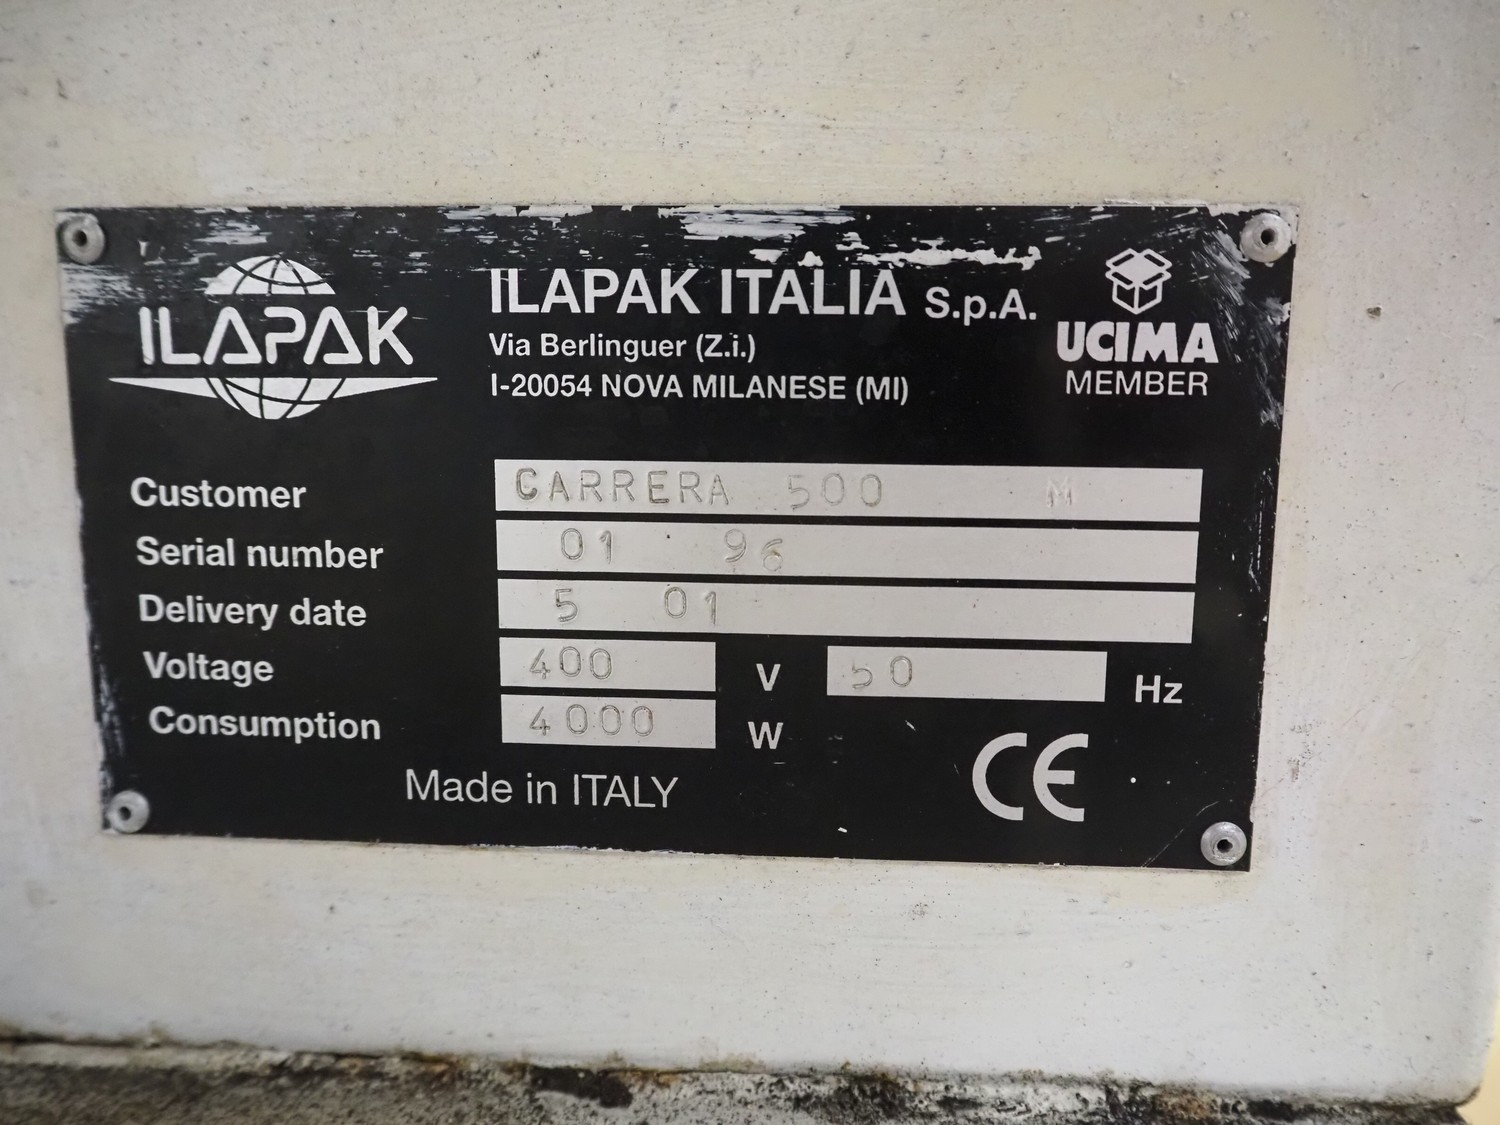 ILAPAK
ILAPAK ITALIA S.p.A.
Via Berlinguer (Z.i.)
I-20054 NOVA MILANESE (MI)
UCIMA
MEMBER
Customer CARRERA 500 M
Serial number 01 96
Delivery date 5 01
Voltage 400 V 50 Hz
Consumption 4000 W
Made in ITALY
CE